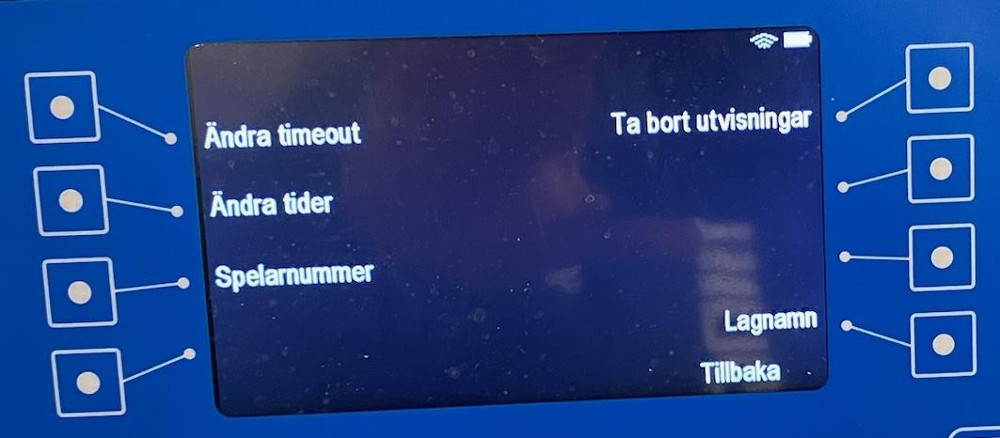 Ändra timeout
Ta bort utvisningar
Ändra tider
Spelarnummer
Lagnamn
Tillbaka